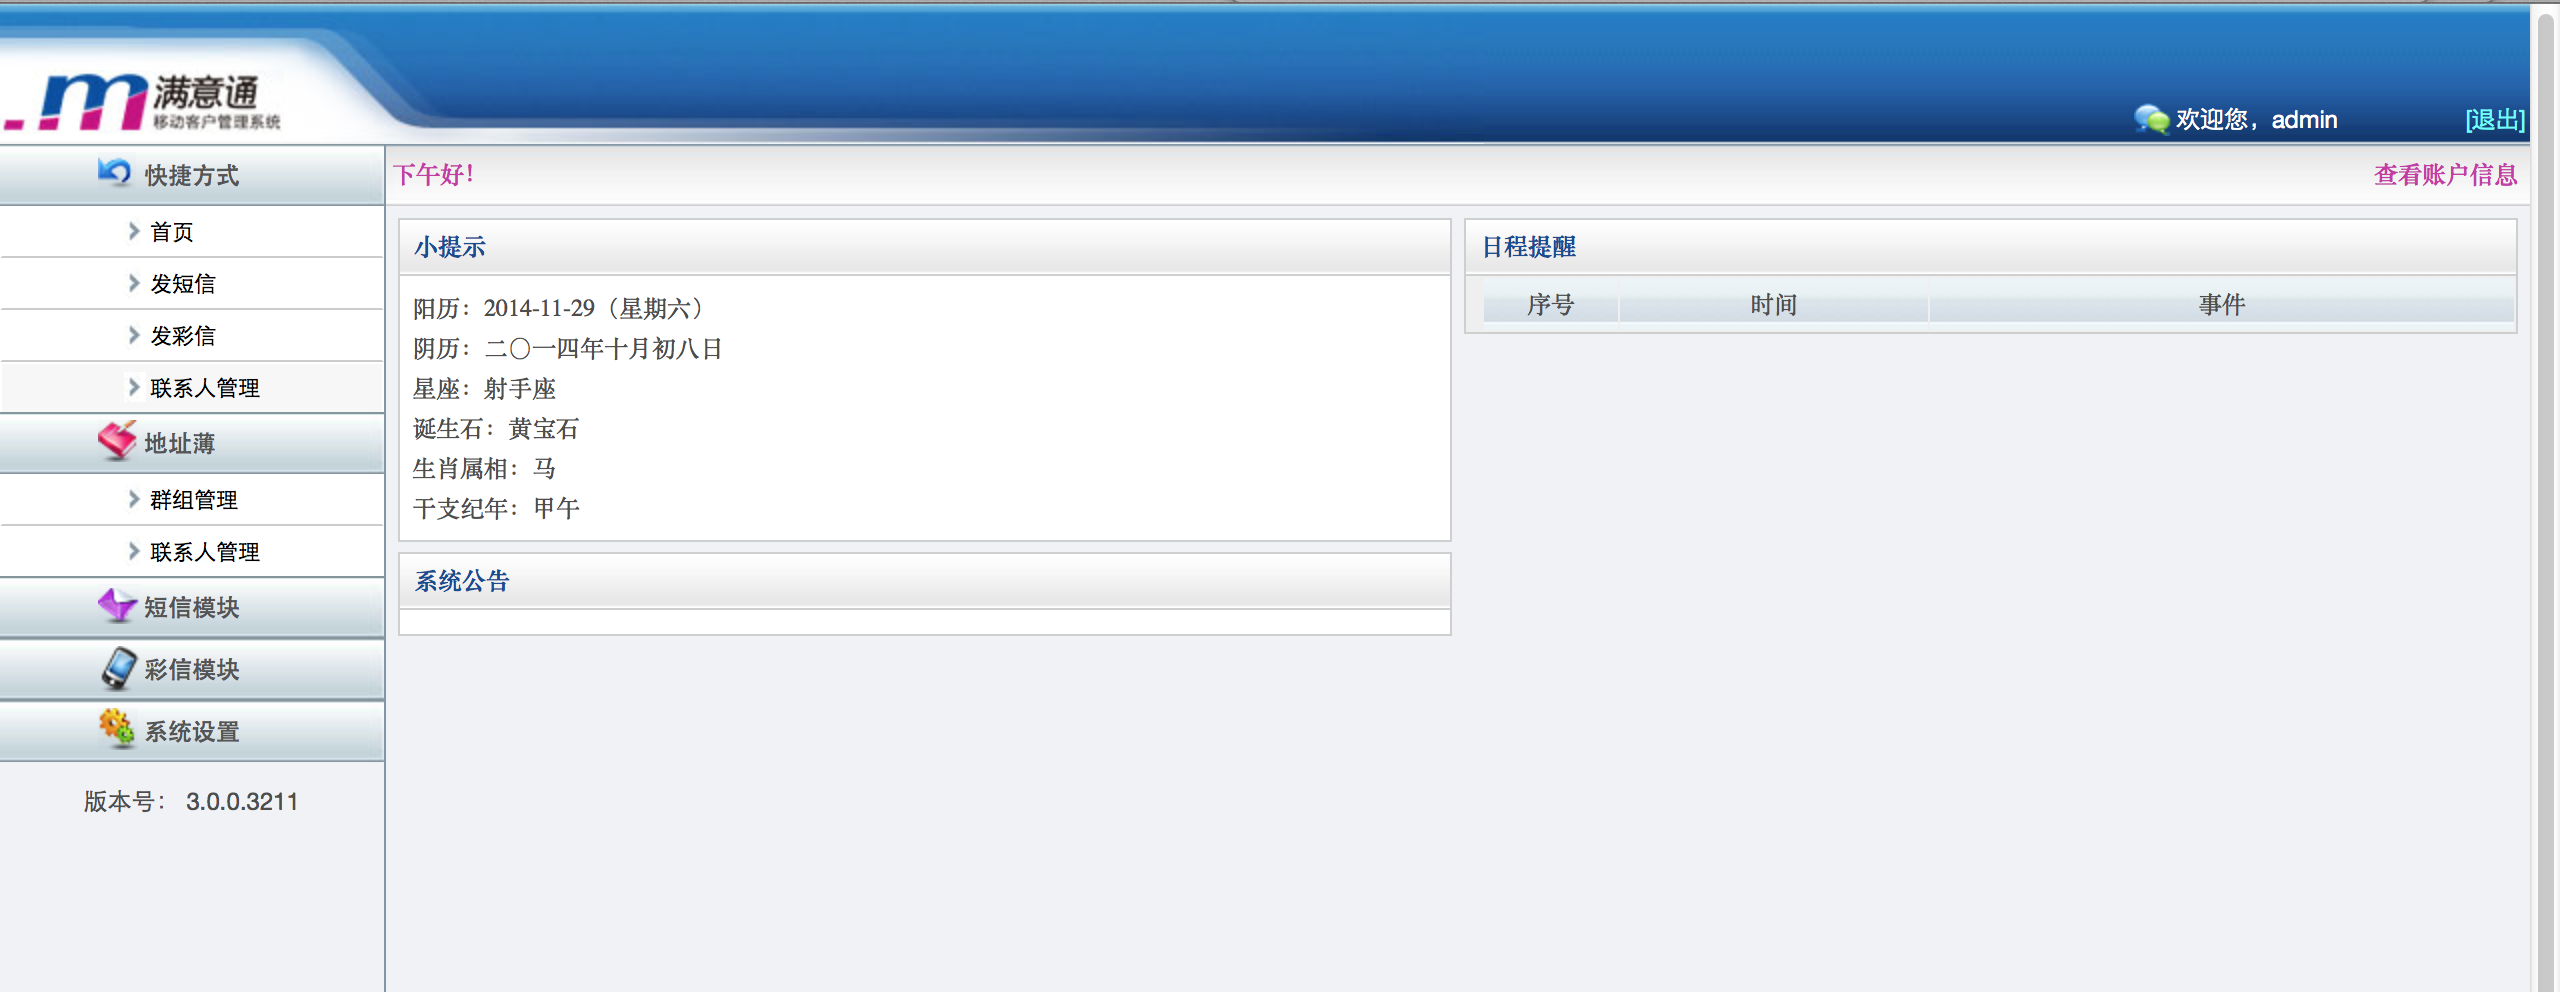 满意通
移动客户管理系统
欢迎您，admin
[退出]
快捷方式
首页
发短信
发彩信
联系人管理
地址薄
群组管理
联系人管理
短信模块
彩信模块
系统设置
版本号： 3.0.0.3211
下午好！
查看账户信息
小提示
阳历：2014-11-29（星期六）
阴历：二〇一四年十月初八日
星座：射手座
诞生石：黄宝石
生肖属相：马
干支纪年：甲午
系统公告
日程提醒
序号 时间 事件